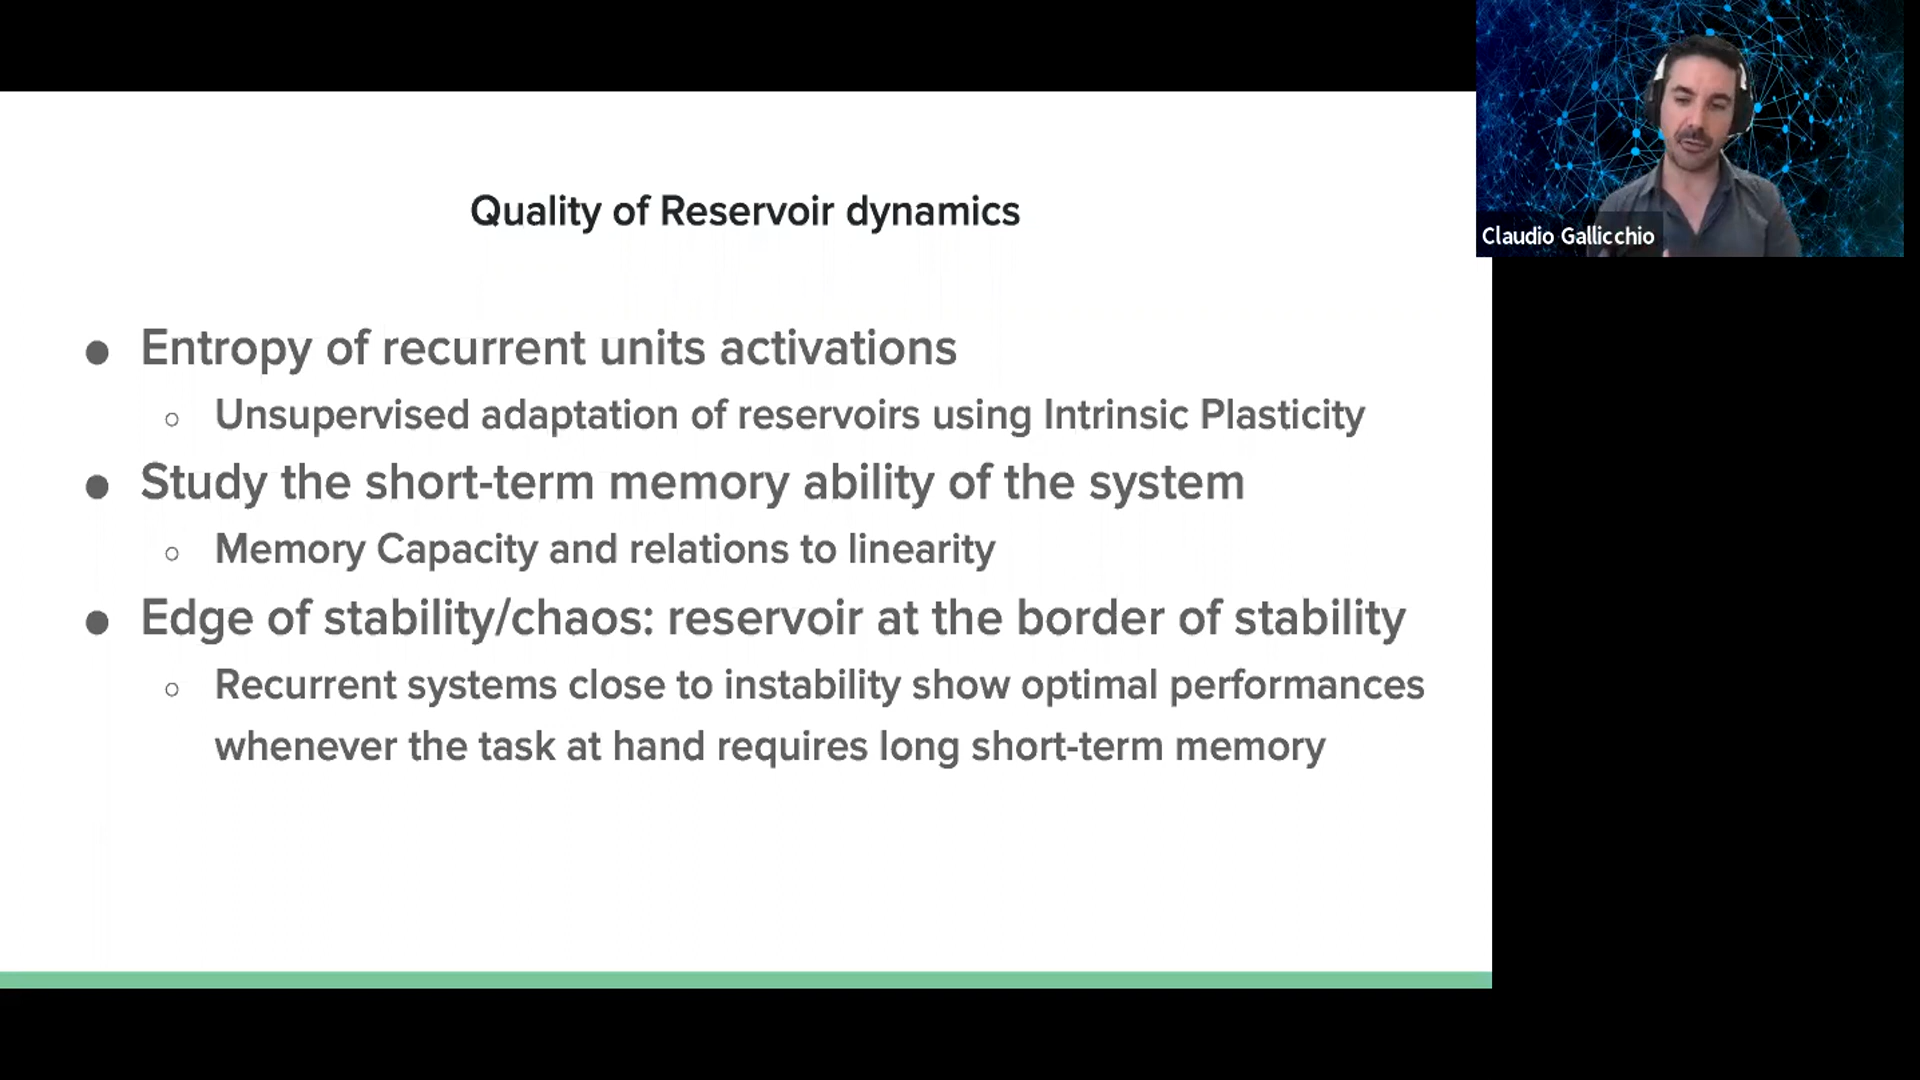 Quality of Reservoir dynamics
● Entropy of recurrent units activations
○ Unsupervised adaptation of reservoirs using Intrinsic Plasticity
● Study the short-term memory ability of the system
○ Memory Capacity and relations to linearity
● Edge of stability/chaos: reservoir at the border of stability
○ Recurrent systems close to instability show optimal performances
whenever the task at hand requires long short-term memory
Claudio Gallicchio